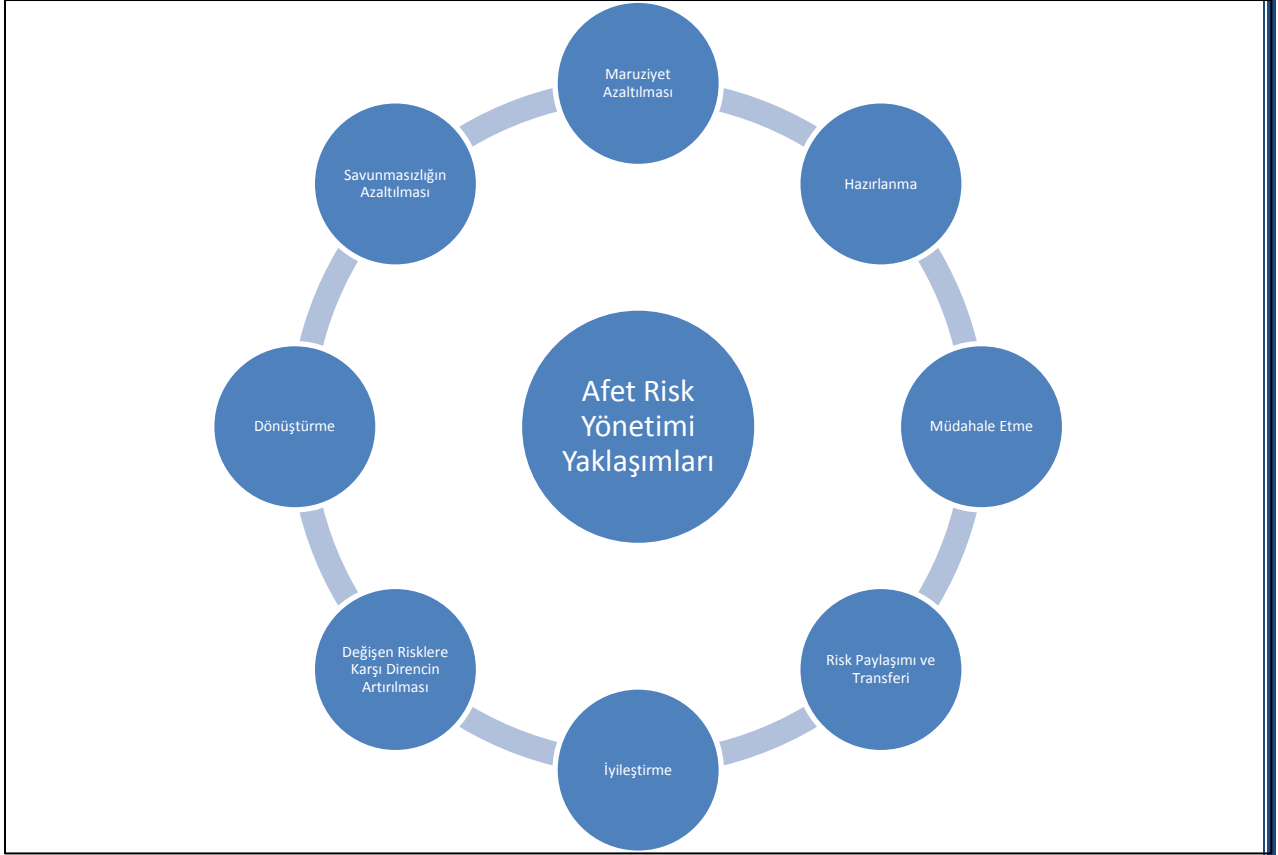 Maruziyet
Azaltılması
Hazırlanma
Müdahale Etme
Risk Paylaşımı ve
Transferi
İyileştirme
Değişen Risklere
Karşı Direncin
Artırılması
Dönüştürme
Savunmasızlığın
Azaltılması
Afet Risk
Yönetimi
Yaklaşımları